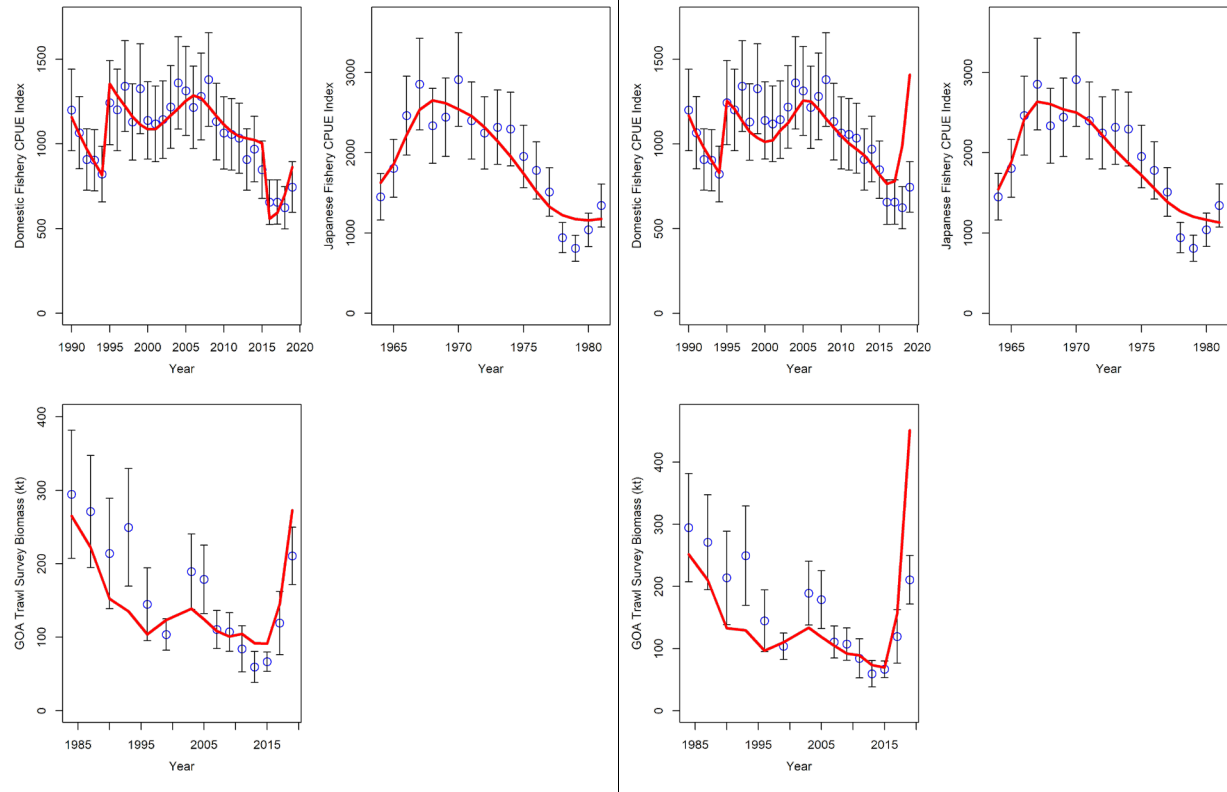 Domestic Fishery CPUE Index
0 500 1000 1500
1990 1995 2000 2005 2010 2015 2020
Year
Japanese Fishery CPUE Index
0 1000 2000 3000
1965 1970 1975 1980
Year
Domestic Fishery CPUE Index
0 500 1000 1500
1990 1995 2000 2005 2010 2015 2020
Year
Japanese Fishery CPUE Index
0 1000 2000 3000
1965 1970 1975 1980
Year
GOA Trawl Survey Biomass (kt)
0 100 200 300 400
1985 1995 2005 2015
Year
GOA Trawl Survey Biomass (kt)
0 100 200 300 400
1985 1995 2005 2015
Year